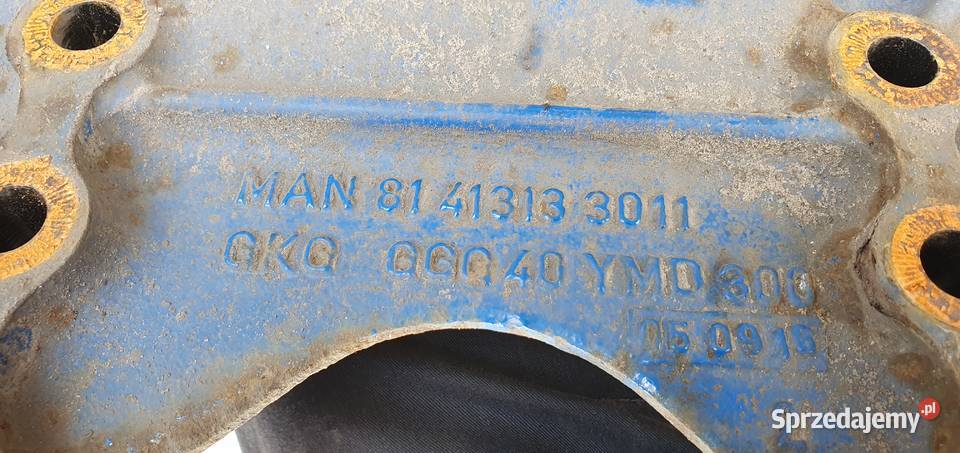 MAN 81 41313 3011
GKG GGG 40 YMD 300
05 09 16
Sprzedajemy.pl